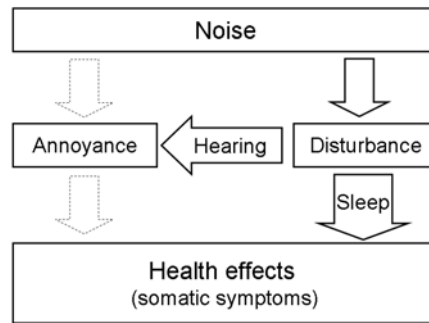 Noise
Annoyance
Hearing
Disturbance
Sleep
Health effects
(somatic symptoms)